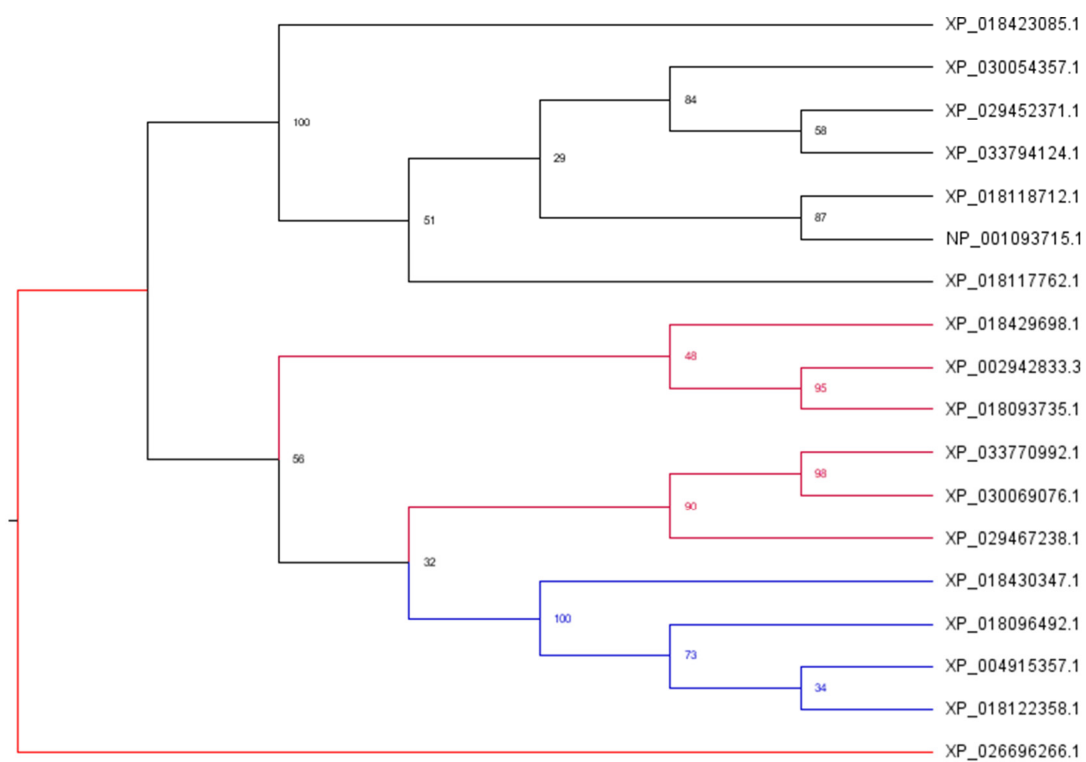 XP_018423085.1
XP_030054357.1
84
XP_029452371.1
100
58
XP_033794124.1
29
XP_018118712.1
51
87
NP_001093715.1
XP_018117762.1
XP_018429698.1
48
XP_002942833.3
95
XP_018093735.1
XP_033770992.1
56
98
XP_030069076.1
90
XP_029467238.1
32
XP_018430347.1
100
XP_018096492.1
73
XP_004915357.1
34
XP_018122358.1
XP_026696266.1